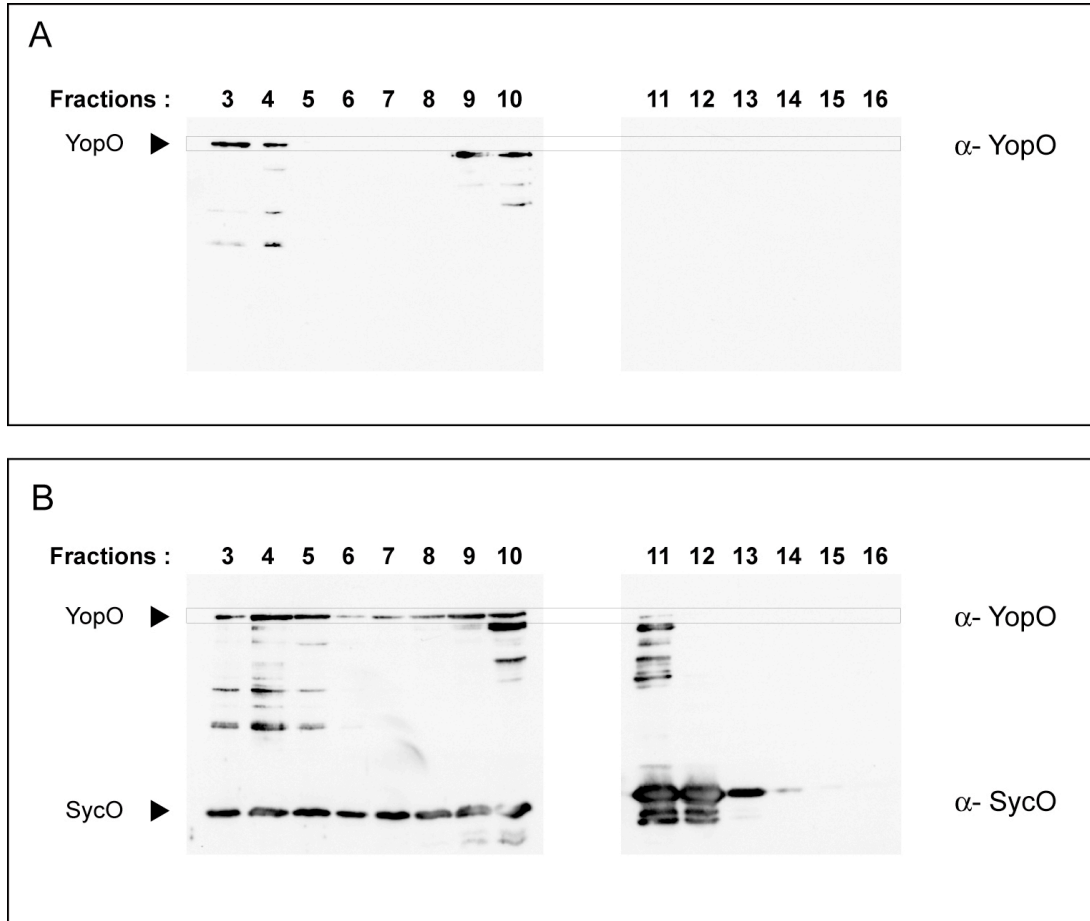 A
Fractions : 3 4 5 6 7 8 9 10 11 12 13 14 15 16
YopO α- YopO
B
Fractions : 3 4 5 6 7 8 9 10 11 12 13 14 15 16
YopO α- YopO
SycO α- SycO